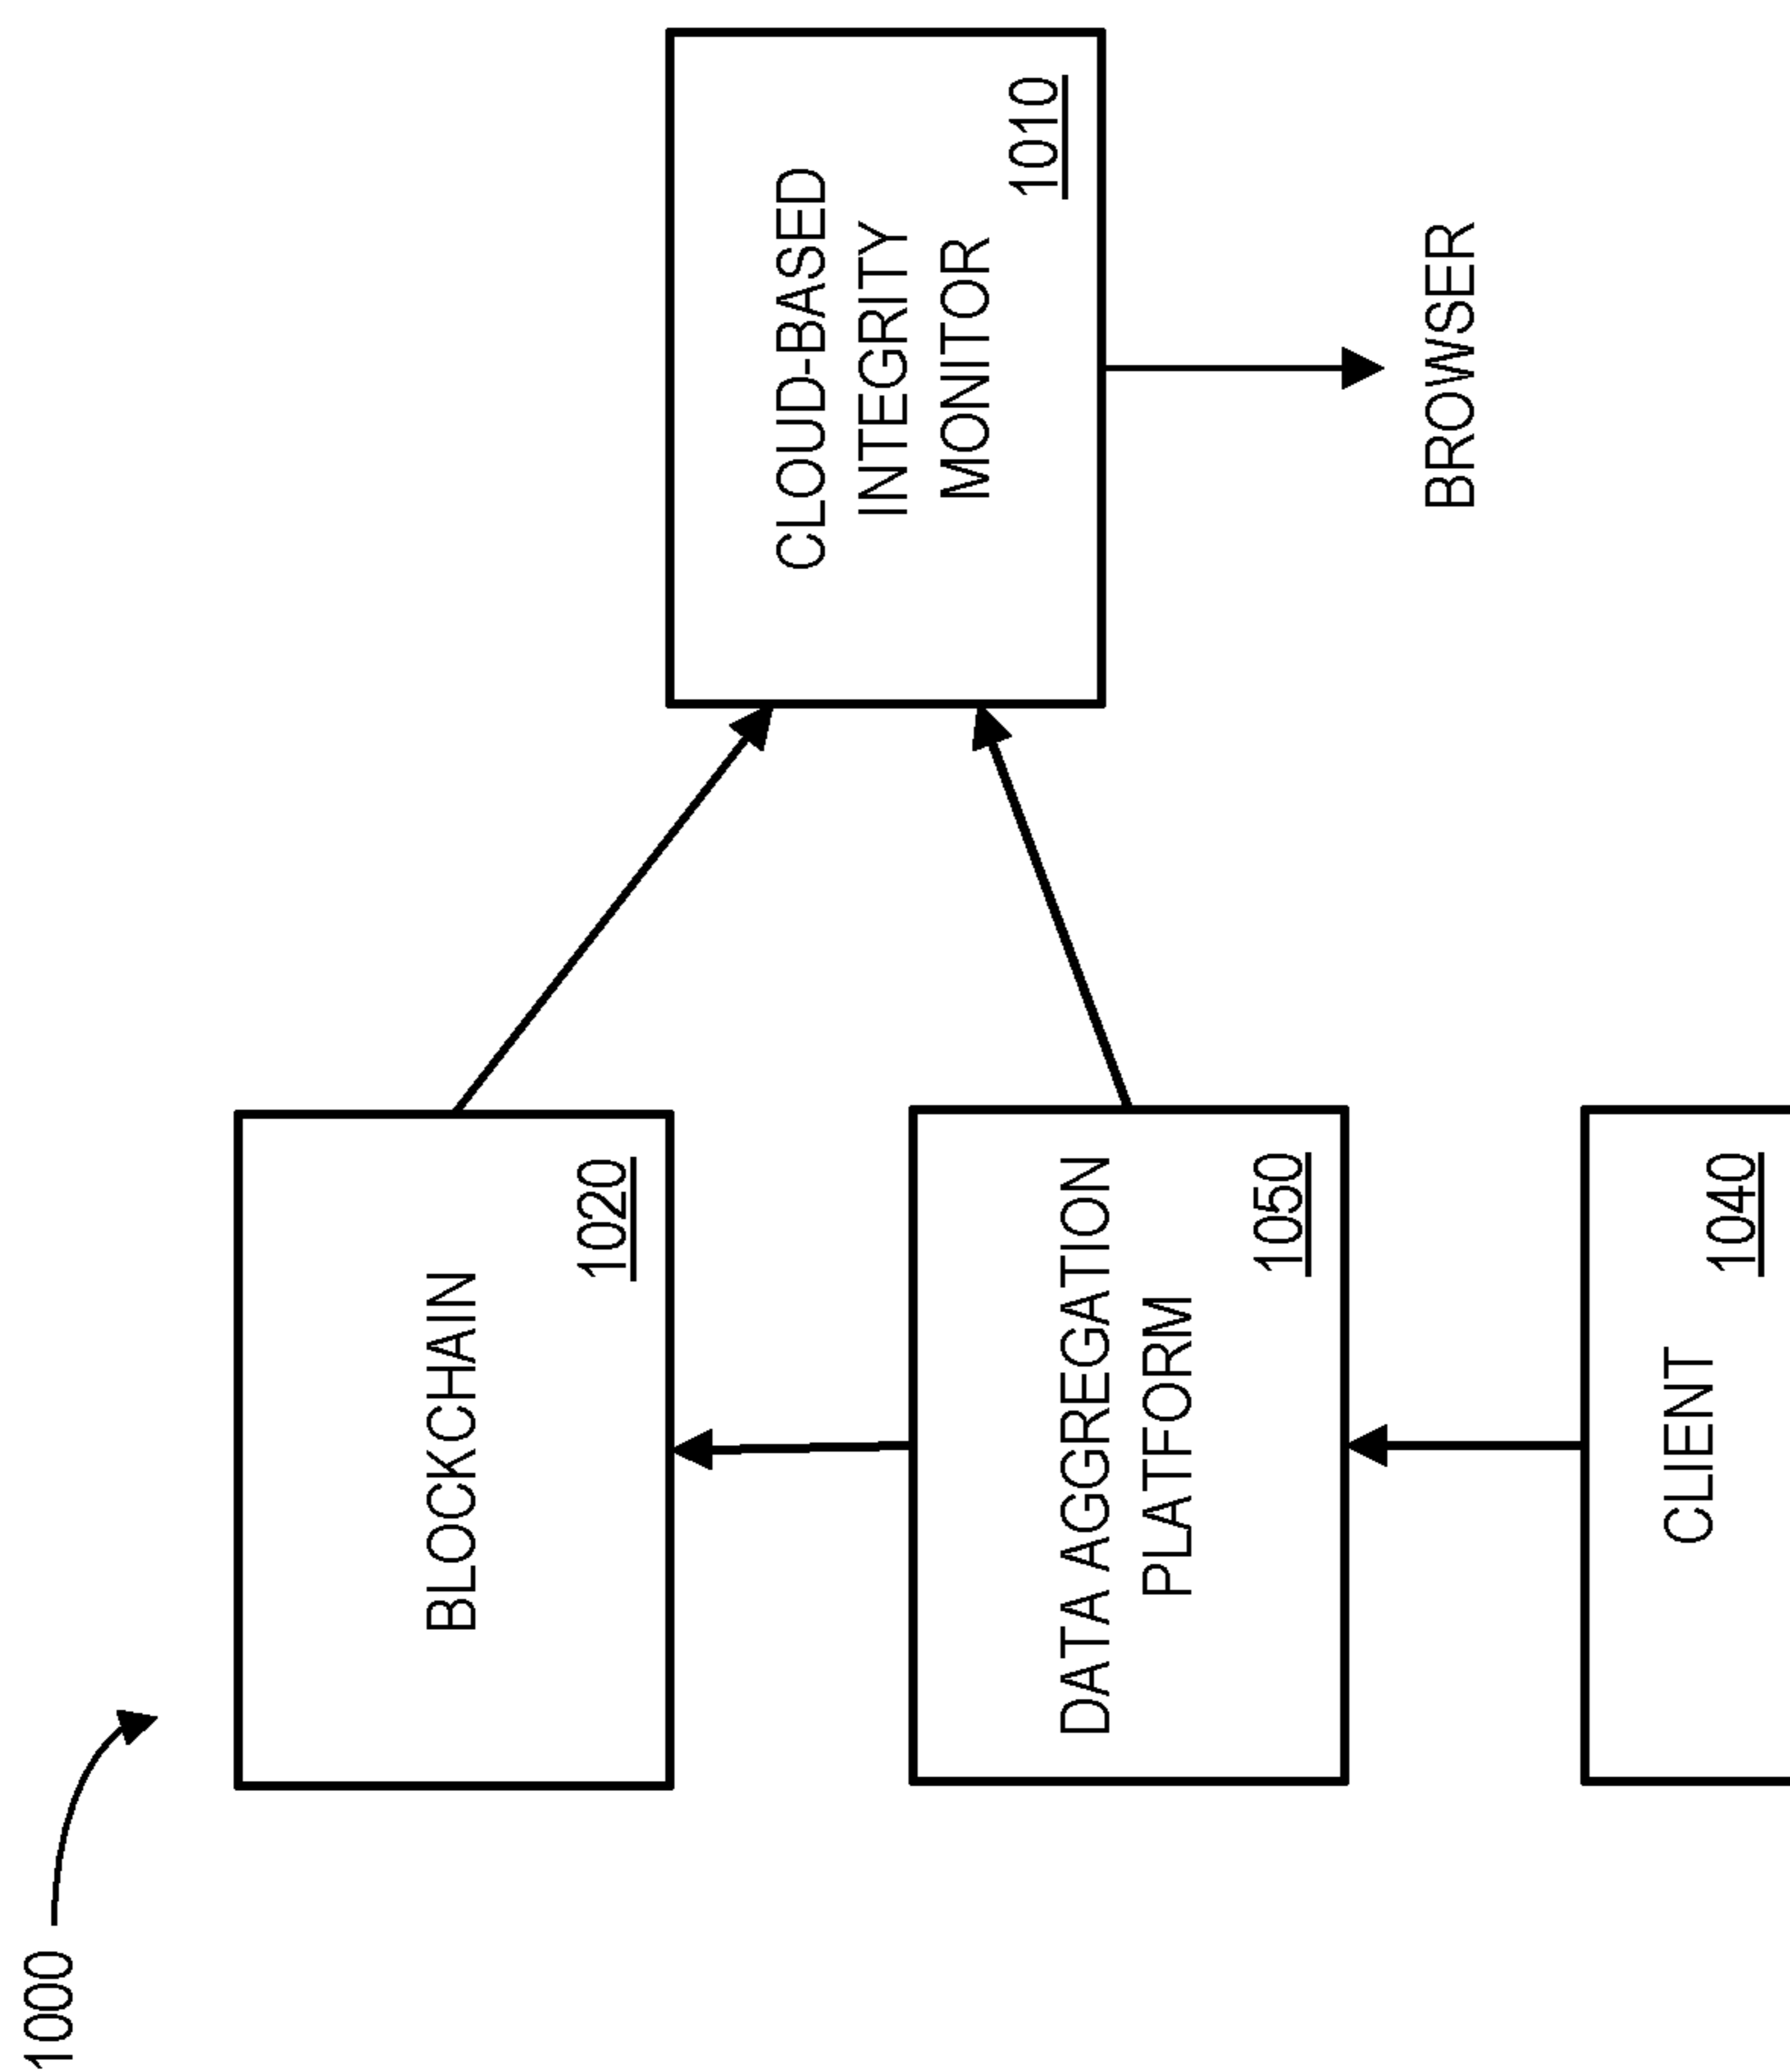 1000
BLOCKCHAIN
1020
DATA AGGREGATION
PLATFORM
1050
CLIENT
1040
CLOUD-BASED
INTEGRITY
MONITOR
1010
BROWSER